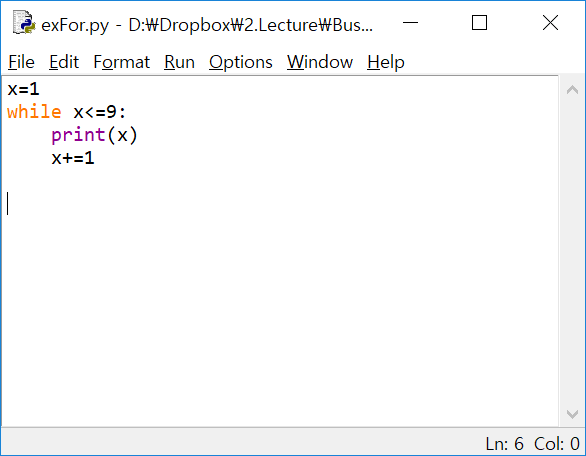 exFor.py - D:₩Dropbox₩2.Lecture₩Bus...
File Edit Format Run Options Window Help
x=1
while x<=9:
    print(x)
    x+=1
Ln: 6 Col: 0